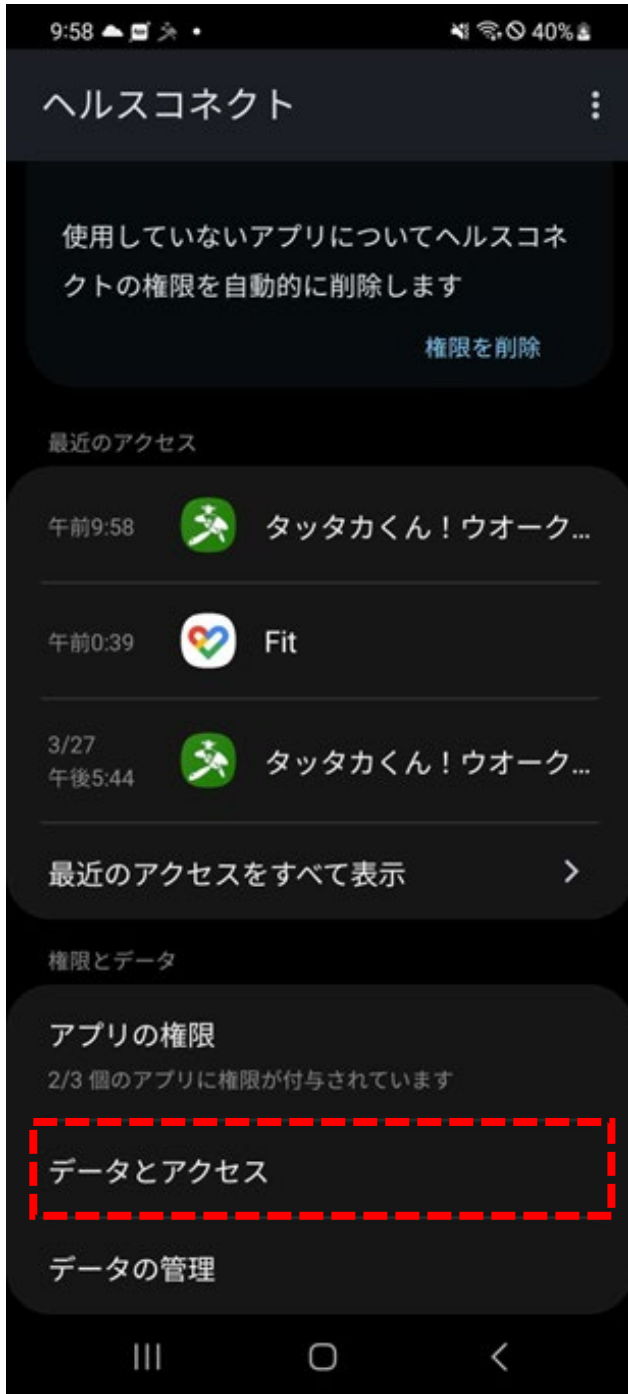 9:58
40%
ヘルスコネクト
使用していないアプリについてヘルスコネ
クトの権限を自動的に削除します
権限を削除
最近のアクセス
午前9:58 タッタカくん！ウオーク...
午前0:39 Fit
3/27
午後5:44 タッタカくん！ウオーク...
最近のアクセスをすべて表示
権限とデータ
アプリの権限
2/3 個のアプリに権限が付与されています
データとアクセス
データの管理